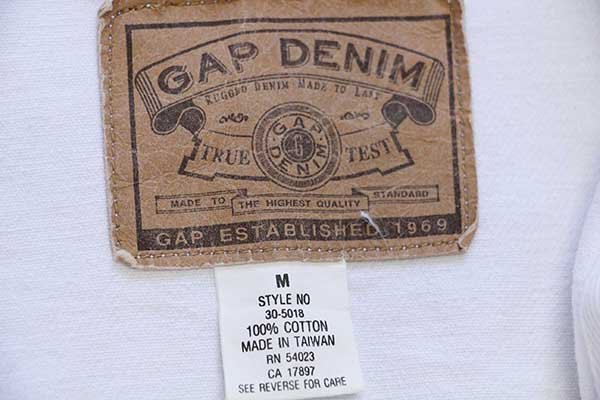 GAP DENIM
RUGGED DENIM MADE TO LAST
TRUE GAP DENIM G TEST
MADE TO THE HIGHEST QUALITY STANDARD
GAP ESTABLISHED 1969
M
STYLE NO
30-5018
100% COTTON
MADE IN TAIWAN
RN 54023
CA 17897
SEE REVERSE FOR CARE